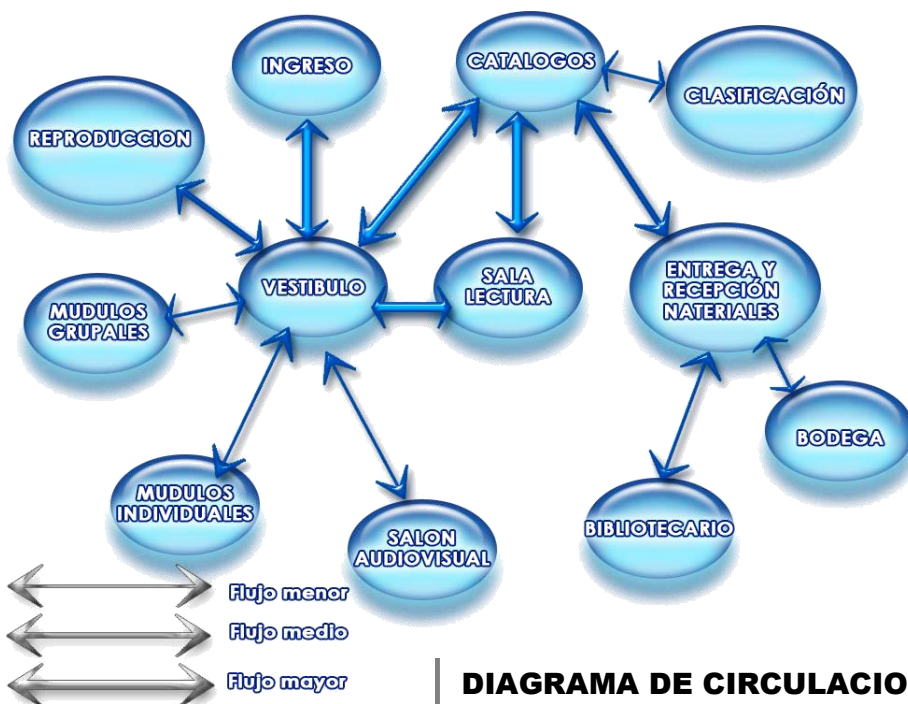 INGRESO
CATALOGOS
CLASIFICACIÓN
REPRODUCCION
VESTIBULO
SALA
LECTURA
ENTREGA Y
RECEPCIÓN
NATERIALES
MUDULOS
GRUPALES
BODEGA
MUDULOS
INDIVIDUALES
SALON
AUDIOVISUAL
BIBLIOTECARIO
Flujo menor
Flujo medio
Flujo mayor
DIAGRAMA DE CIRCULACIO